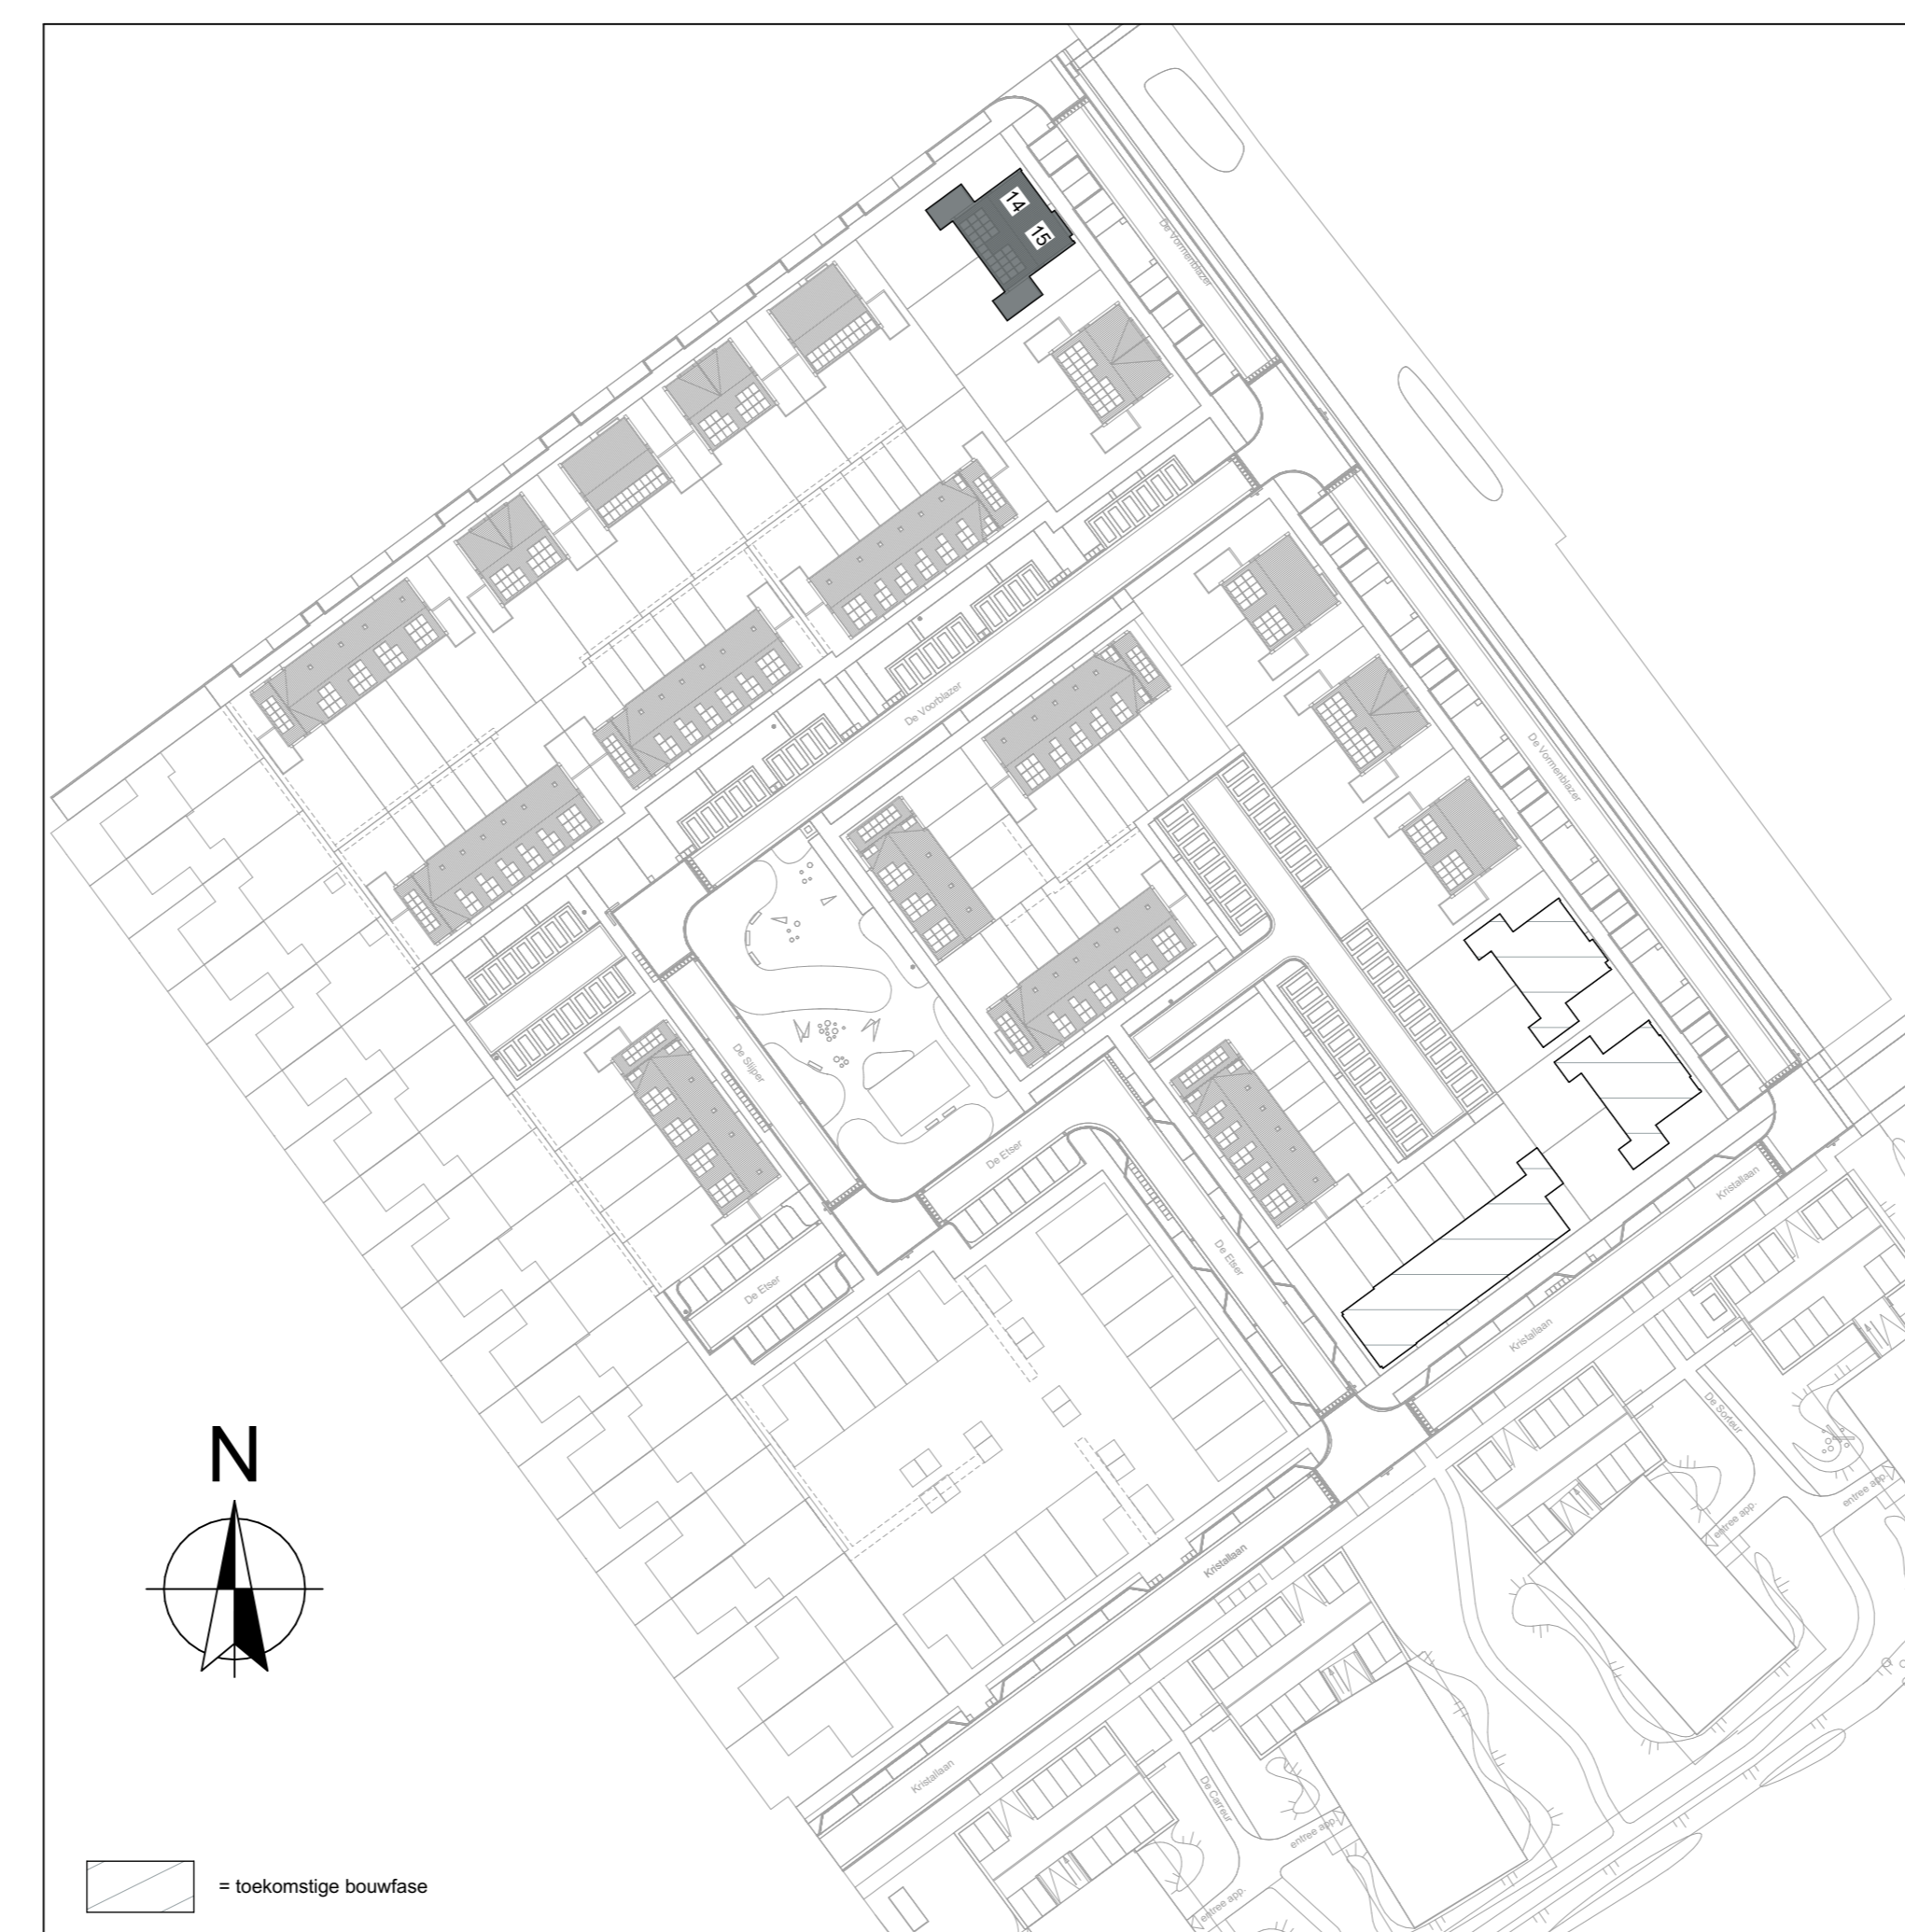 14
15
De Vormenblazer
De Voorblazer
De Vormenblazer
De Slijper
De Etser
De Etser
De Etser
Kristallaan
Kristallaan
De Sorteur
entree app.
entree app.
Kristallaan
Kristallaan
De Carreur
entree app.
entree app.
N
= toekomstige bouwfase